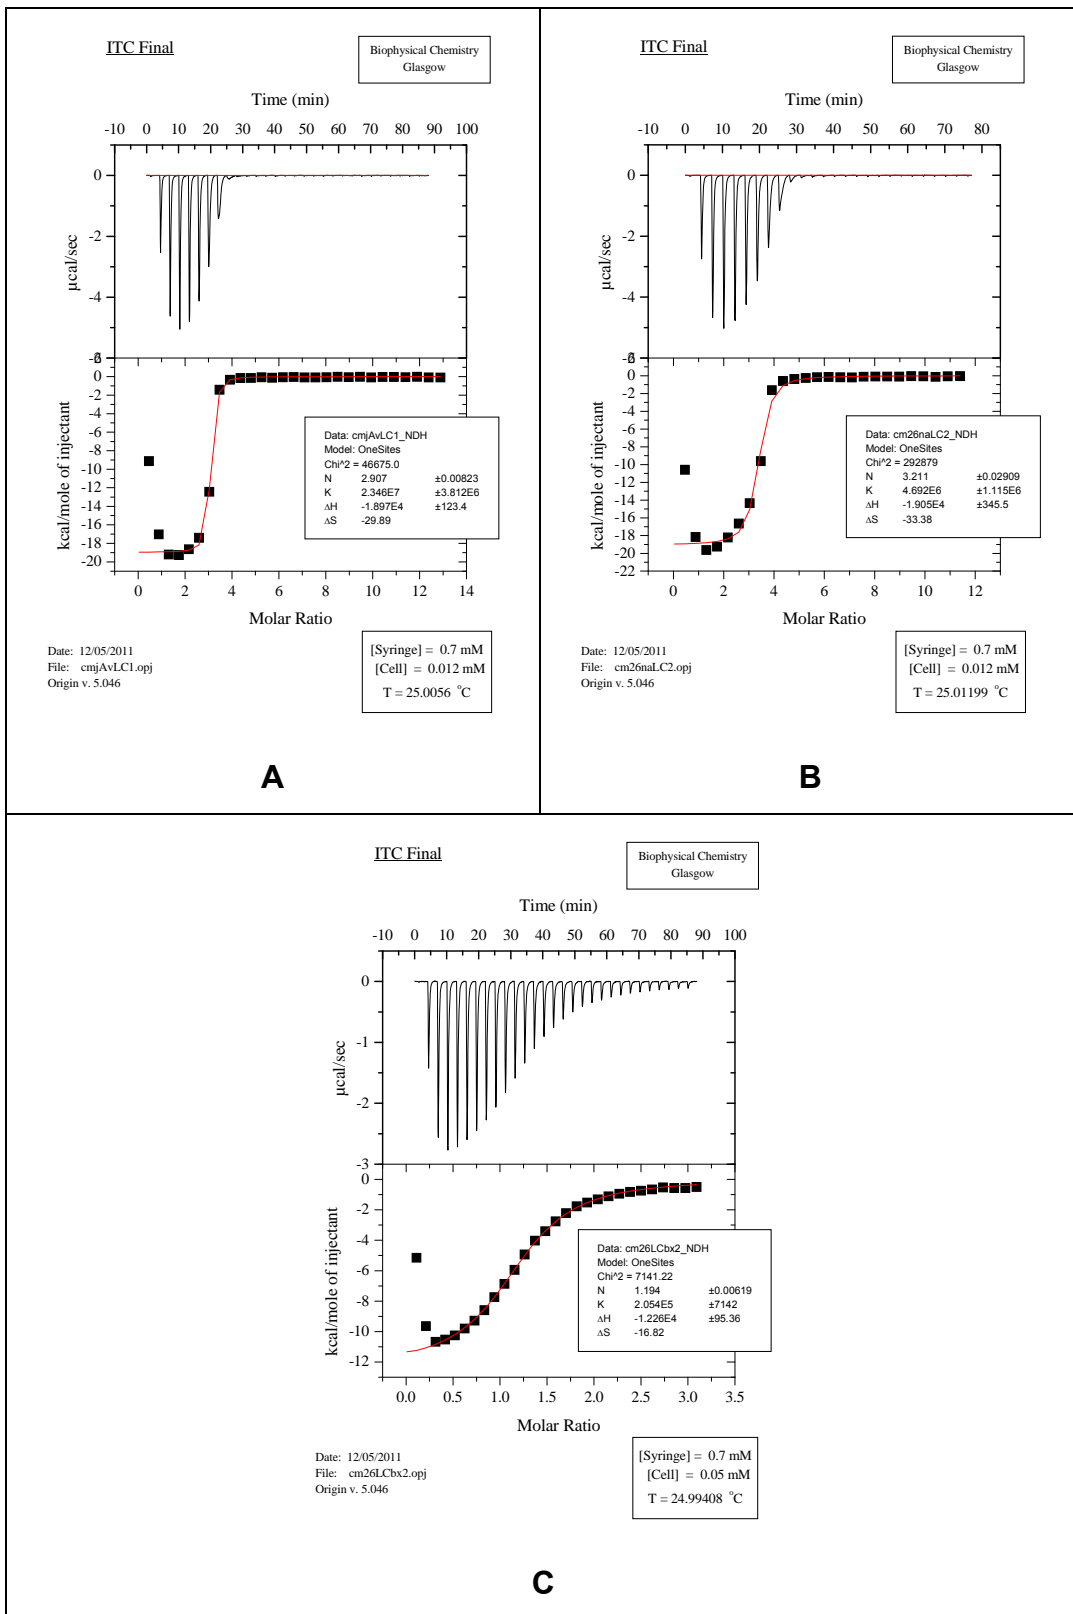 ITC Final
Biophysical Chemistry
Glasgow
Time (min)
-10 0 10 20 30 40 50 60 70 80 90 100
0
-2
-4
-6
µcal/sec
2
0
-2
-4
-6
-8
-10
-12
-14
-16
-18
-20
kcal/mole of injectant
Data: cmjAvLC1_NDH
Model: OneSites
Chi^2 = 46675.0
N 2.907 ±0.00823
K 2.346E7 ±3.812E6
ΔH -1.897E4 ±123.4
ΔS -29.89
0 2 4 6 8 10 12 14
Molar Ratio
Date: 12/05/2011
File: cmjAvLC1.opj
Origin v. 5.046
[Syringe] = 0.7 mM
[Cell] = 0.012 mM
T = 25.0056 °C
A
ITC Final
Biophysical Chemistry
Glasgow
Time (min)
-10 0 10 20 30 40 50 60 70 80
0
-2
-4
-6
µcal/sec
2
0
-2
-4
-6
-8
-10
-12
-14
-16
-18
-20
-22
kcal/mole of injectant
Data: cm26naLC2_NDH
Model: OneSites
Chi^2 = 292879
N 3.211 ±0.02909
K 4.692E6 ±1.115E6
ΔH -1.905E4 ±345.5
ΔS -33.38
0 2 4 6 8 10 12
Molar Ratio
Date: 12/05/2011
File: cm26naLC2.opj
Origin v. 5.046
[Syringe] = 0.7 mM
[Cell] = 0.012 mM
T = 25.01199 °C
B
ITC Final
Biophysical Chemistry
Glasgow
Time (min)
-10 0 10 20 30 40 50 60 70 80 90 100
0
-1
-2
-3
µcal/sec
0
-2
-4
-6
-8
-10
-12
kcal/mole of injectant
Data: cm26LCbx2_NDH
Model: OneSites
Chi^2 = 7141.22
N 1.194 ±0.00619
K 2.054E5 ±7142
ΔH -1.226E4 ±95.36
ΔS -16.82
0.0 0.5 1.0 1.5 2.0 2.5 3.0 3.5
Molar Ratio
Date: 12/05/2011
File: cm26LCbx2.opj
Origin v. 5.046
[Syringe] = 0.7 mM
[Cell] = 0.05 mM
T = 24.99408 °C
C